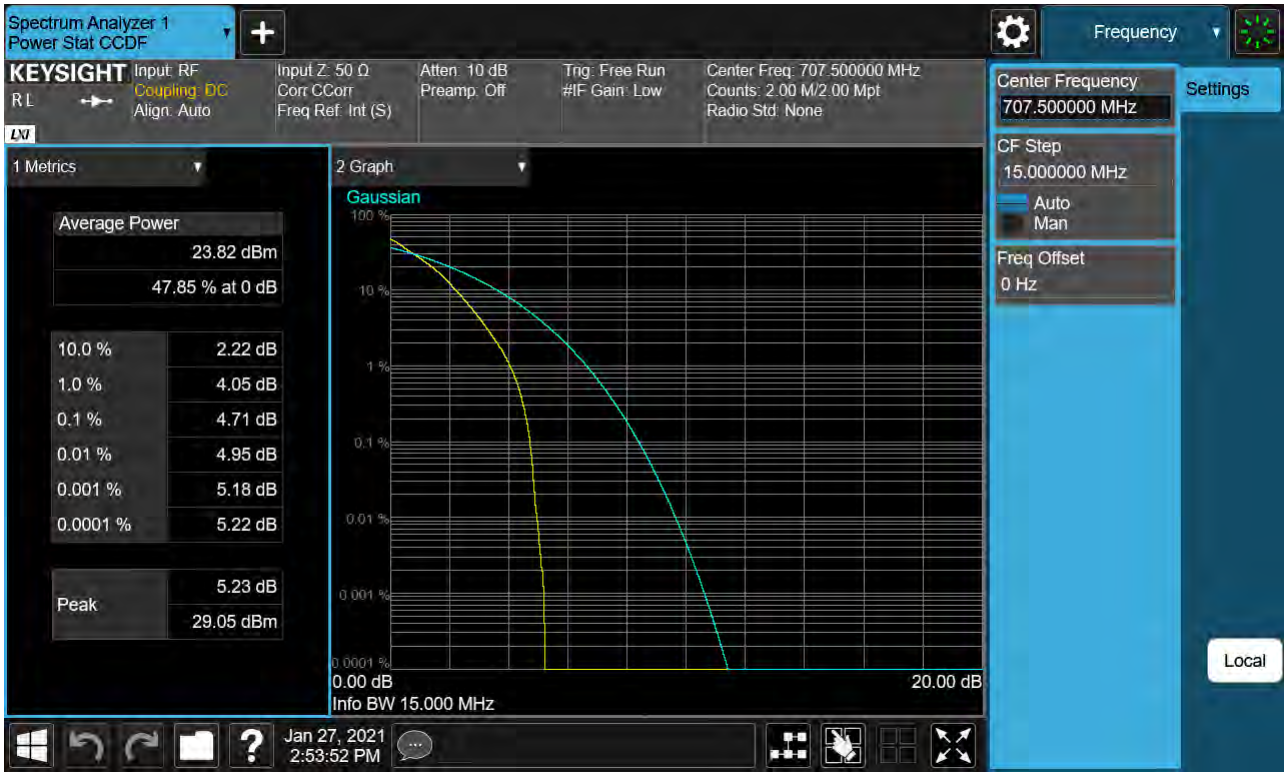 Spectrum Analyzer 1
Power Stat CCDF
+
Frequency
KEYSIGHT
R L
LXI
Input: RF
Coupling: DC
Align: Auto
Input Z: 50 Ω
Corr CCorr
Freq Ref: Int (S)
Atten: 10 dB
Preamp: Off
Trig: Free Run
#IF Gain: Low
Center Freq: 707.500000 MHz
Counts: 2.00 M/2.00 Mpt
Radio Std: None
Center Frequency
707.500000 MHz
Settings
CF Step
15.000000 MHz
Auto
Man
Freq Offset
0 Hz
1 Metrics
Average Power
23.82 dBm
47.85 % at 0 dB
10.0 % 2.22 dB
1.0 % 4.05 dB
0.1 % 4.71 dB
0.01 % 4.95 dB
0.001 % 5.18 dB
0.0001 % 5.22 dB
Peak
5.23 dB
29.05 dBm
2 Graph
Gaussian
100 %
10 %
1 %
0.1 %
0.01 %
0.001 %
0.0001 %
0.00 dB 20.00 dB
Info BW 15.000 MHz
Local
?
Jan 27, 2021
2:53:52 PM